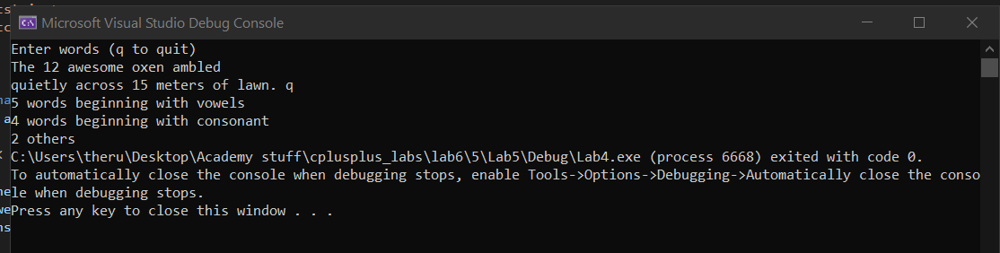 Microsoft Visual Studio Debug Console
Enter words (q to quit)
The 12 awesome oxen ambled
quietly across 15 meters of lawn. q
5 words beginning with vowels
4 words beginning with consonant
2 others
C:\Users\theru\Desktop\Academy stuff\cplusplus_labs\lab6\5\Lab5\Debug\Lab4.exe (process 6668) exited with code 0.
To automatically close the console when debugging stops, enable Tools->Options->Debugging->Automatically close the conso
le when debugging stops.
Press any key to close this window . . .